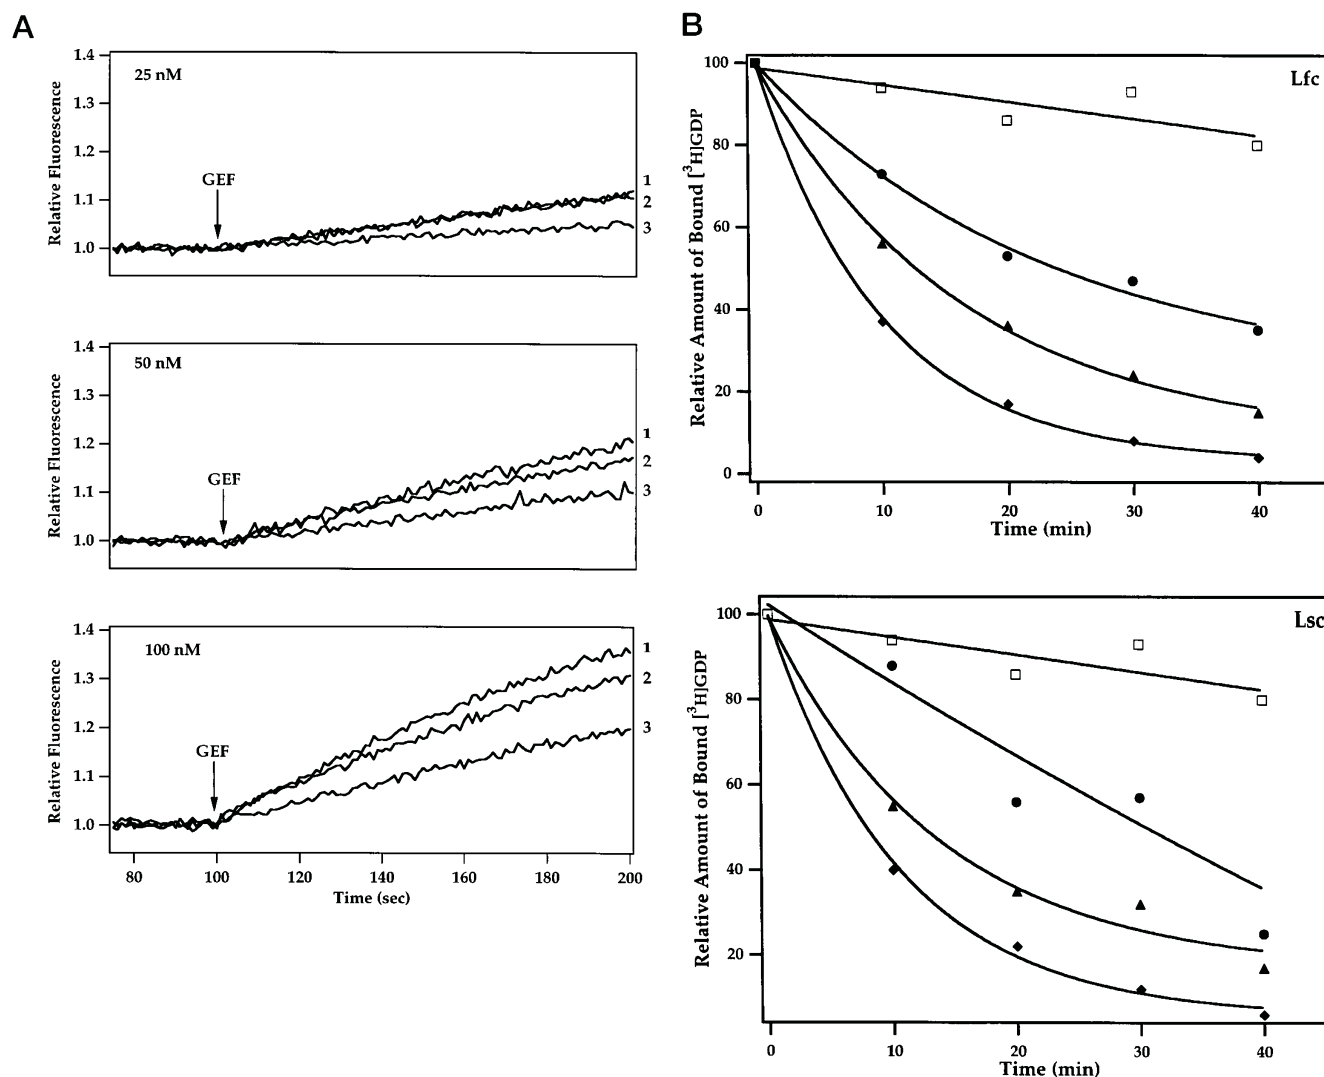 A
1.4
1.3
1.2
1.1
1.0
Relative Fluorescence
25 nM
GEF
1
2
3
1.4
1.3
1.2
1.1
1.0
Relative Fluorescence
50 nM
GEF
1
2
3
1.4
1.3
1.2
1.1
1.0
Relative Fluorescence
100 nM
GEF
1
2
3
80 100 120 140 160 180 200
Time (sec)
B
100
80
60
40
20
0
Relative Amount of Bound [³H]GDP
Lfc
0 10 20 30 40
Time (min)
100
80
60
40
20
Relative Amount of Bound [³H]GDP
Lsc
0 10 20 30 40
Time (min)